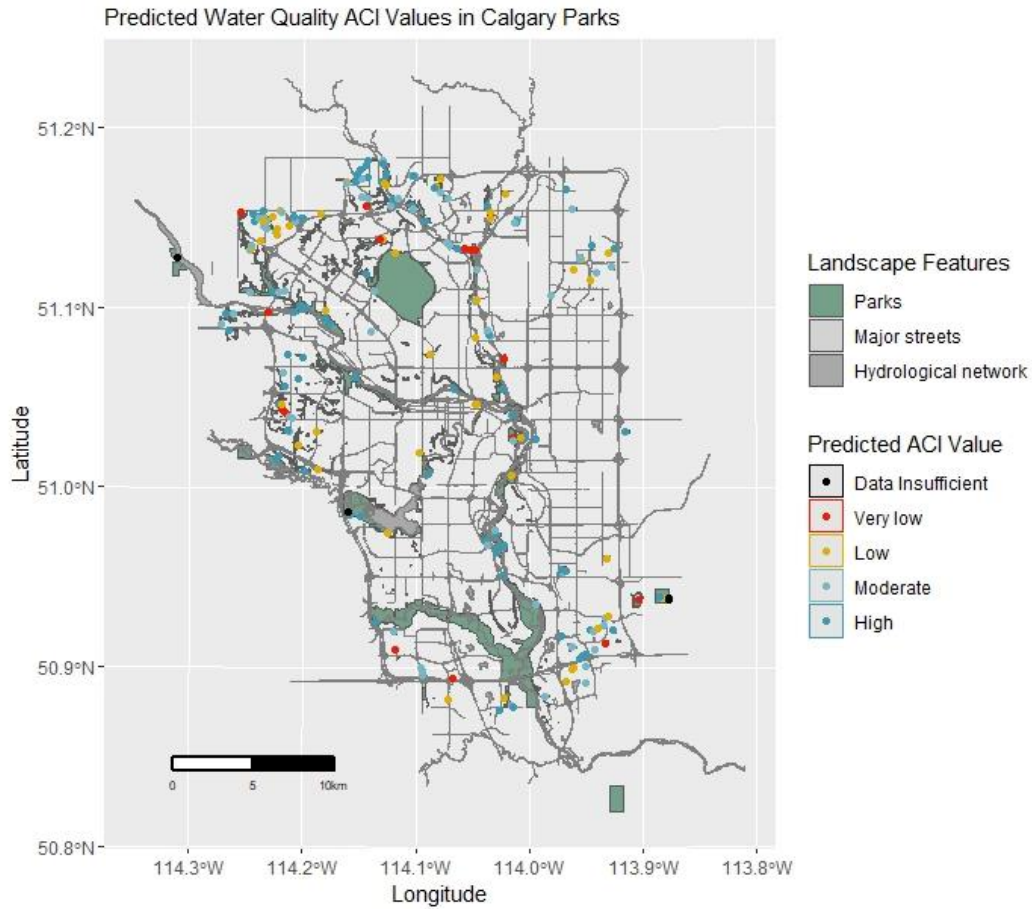 Predicted Water Quality ACI Values in Calgary Parks
51.2°N
51.1°N
51.0°N
50.9°N
50.8°N
Latitude
0 5 10km
114.3°W 114.2°W 114.1°W 114.0°W 113.9°W 113.8°W
Longitude
Landscape Features
Parks
Major streets
Hydrological network
Predicted ACI Value
Data Insufficient
Very low
Low
Moderate
High